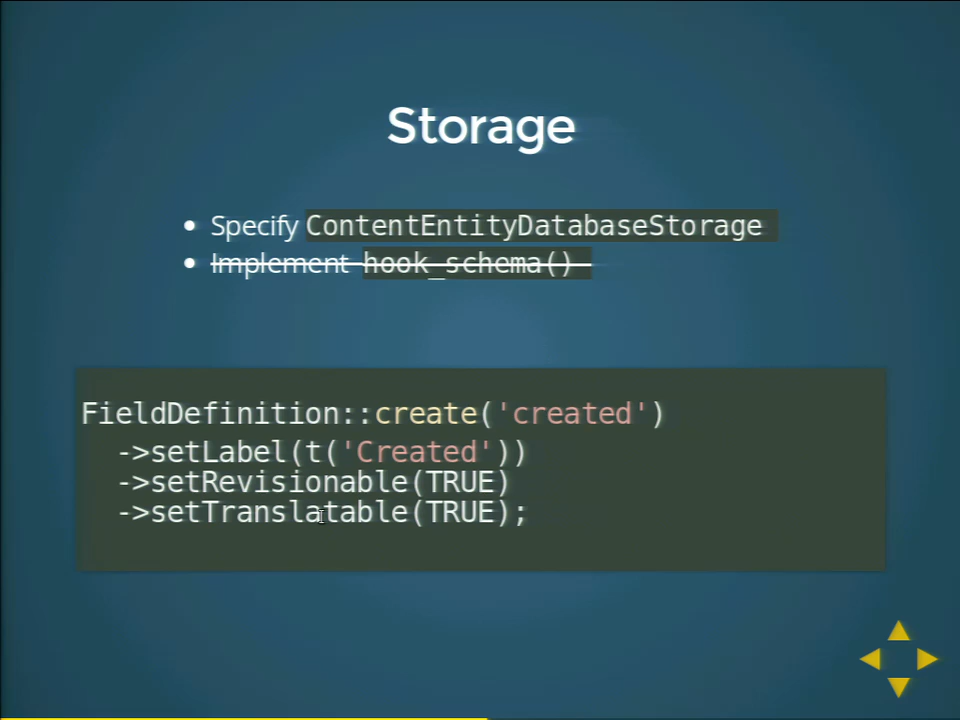 Storage
Specify ContentEntityDatabaseStorage
Implement hook_schema()
FieldDefinition::create('created')
->setLabel(t('Created'))
->setRevisionable(TRUE)
->setTranslatable(TRUE);